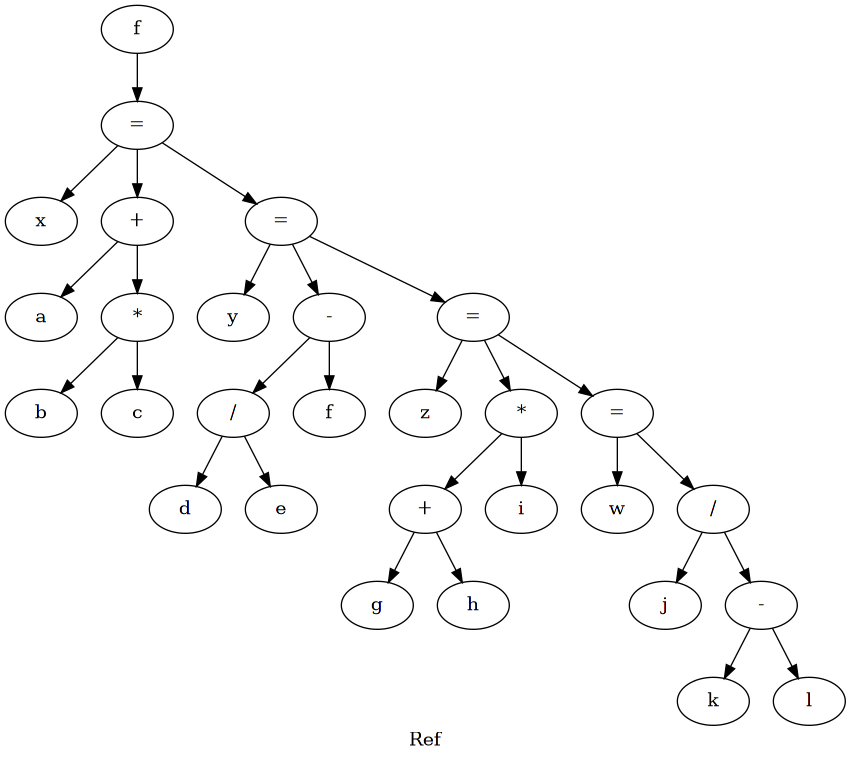 f
=
x + =
a * y - =
b c / f z * =
d e + i w /
g h j -
k l
Ref